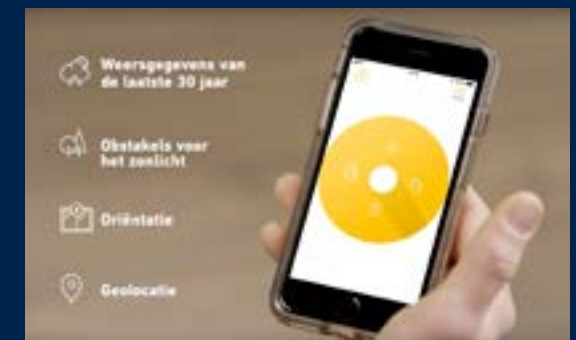 Weersgegevens van
de laatste 30 jaar
Obstakels voor
het zonlicht
Oriëntatie
Geolocatie